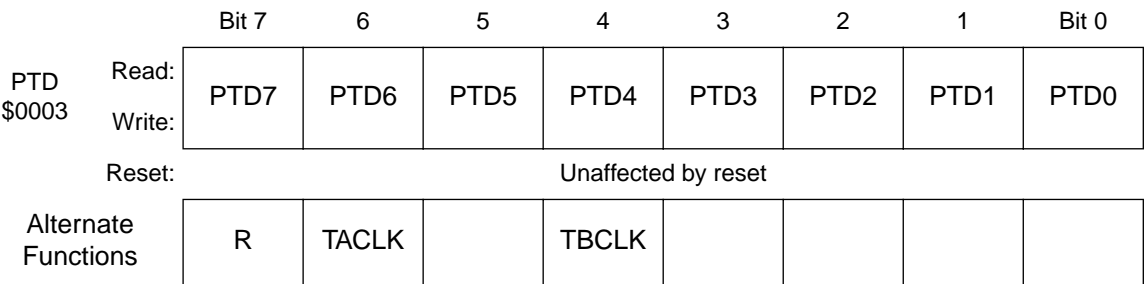 Bit 7 6 5 4 3 2 1 Bit 0
PTD $0003 Read: Write: PTD7 PTD6 PTD5 PTD4 PTD3 PTD2 PTD1 PTD0
Reset: Unaffected by reset
Alternate Functions R TACLK TBCLK